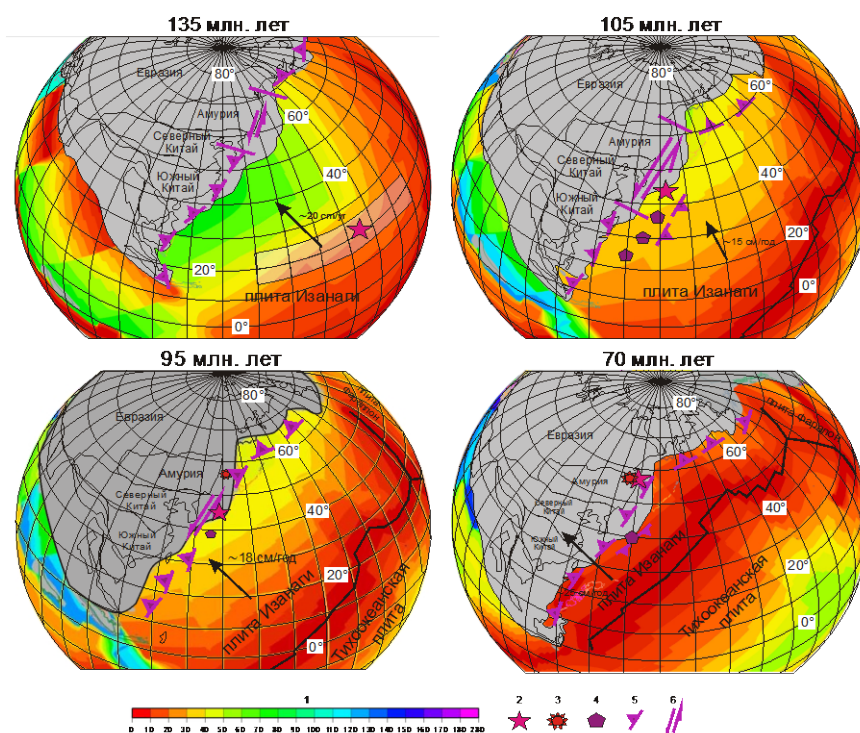 135 млн. лет
Евразия
80°
Амурия
60°
Северный
Китай
Южный
Китай
40°
~20 cm/yr
20°
плита Изанаги
0°
105 млн. лет
Евразия
80°
60°
Амурия
Северный
Китай
40°
Южный
Китай
20°
~15 см/год
плита Изанаги
0°
95 млн. лет
плита
80°
Евразия
60°
Амурия
Северный
Китай
40°
Южный
Китай
~ 18 см/год
20°
плита Изанаги
Тихоокеанская
плита
0°
70 млн. лет
80°
плита Фараллон
Евразия
60°
Амурия
40°
Северный
Китай
Южный
Китай
20°
см/год
плита Изанаги
Тихоокеанская
плита
0°
1 2 3 4 5 6
0 10 20 30 40 50 60 70 80 90 100 110 120 130 140 150 160 170 180 280